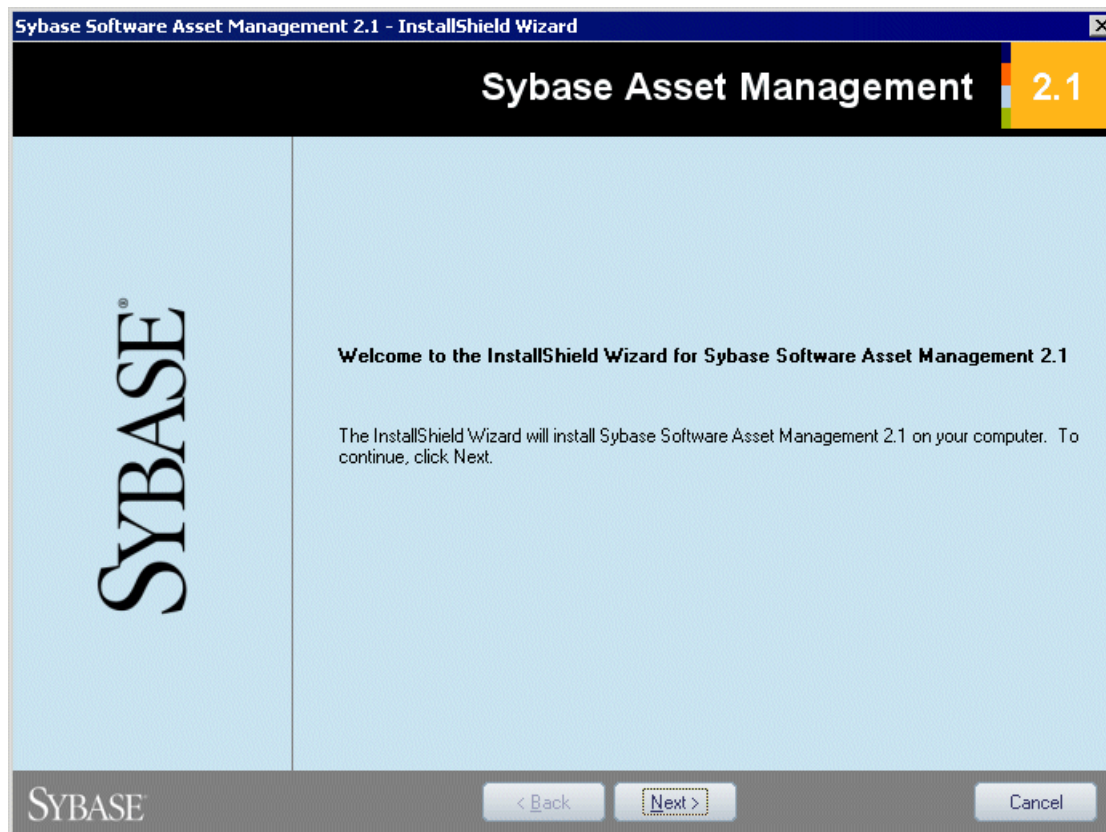 Sybase Software Asset Management 2.1 - InstallShield Wizard
Sybase Asset Management 2.1
SYBASE®
Welcome to the InstallShield Wizard for Sybase Software Asset Management 2.1
The InstallShield Wizard will install Sybase Software Asset Management 2.1 on your computer. To
continue, click Next.
SYBASE
< Back Next > Cancel